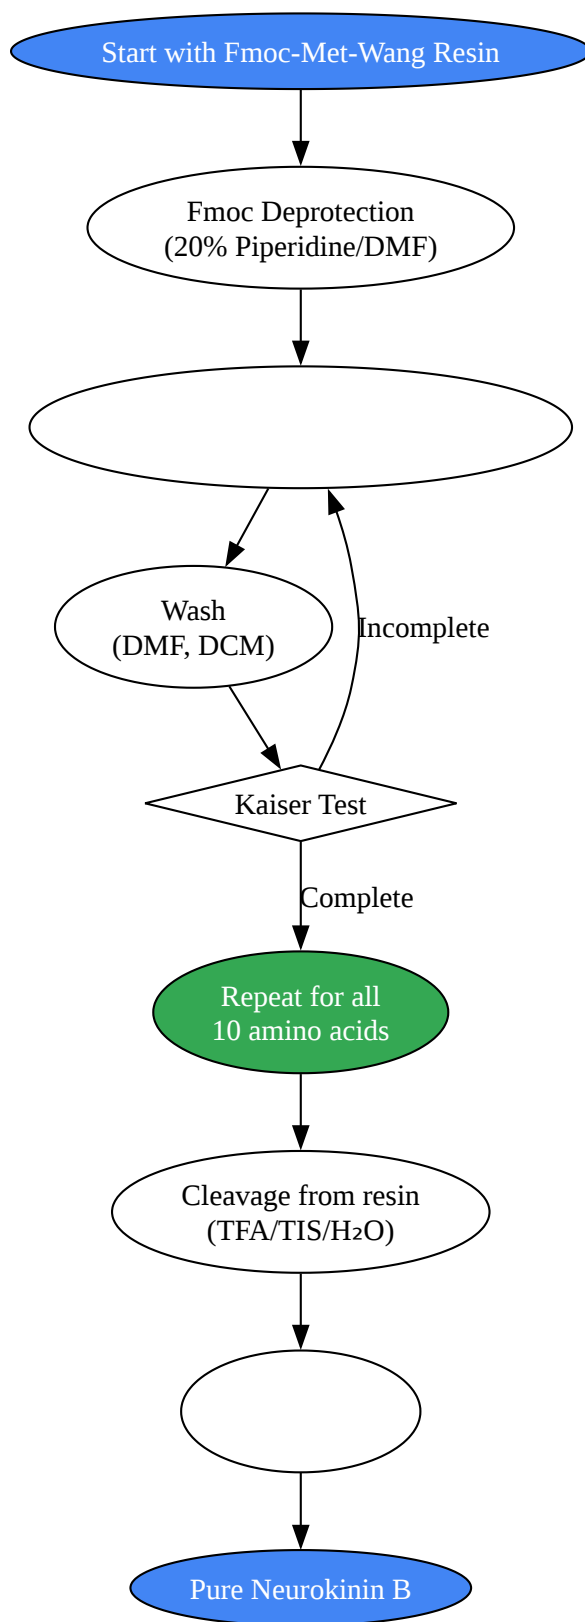 Start with Fmoc-Met-Wang Resin
Fmoc Deprotection
(20% Piperidine/DMF)
Wash
(DMF, DCM)
Incomplete
Kaiser Test
Complete
Repeat for all
10 amino acids
Cleavage from resin
(TFA/TIS/H₂O)
Pure Neurokinin B